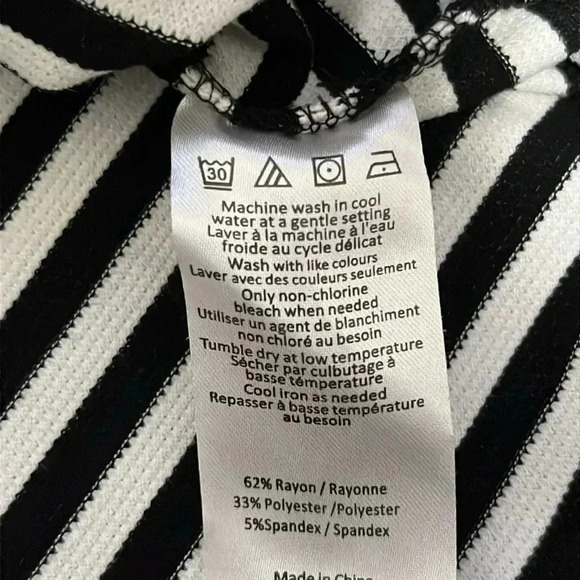 30
Machine wash in cool
water at a gentle setting
Laver à la machine à l'eau
froide au cycle délicat
Wash with like colours
Laver avec des couleurs seulement
Only non-chlorine
bleach when needed
Utiliser un agent de blanchiment
non chloré au besoin
Tumble dry at low temperature
Sécher par culbutage à
basse témperature
Cool iron as needed
Repasser à basse température
au besoin
62% Rayon / Rayonne
33% Polyester /Polyester
5%Spandex / Spandex
Made in China